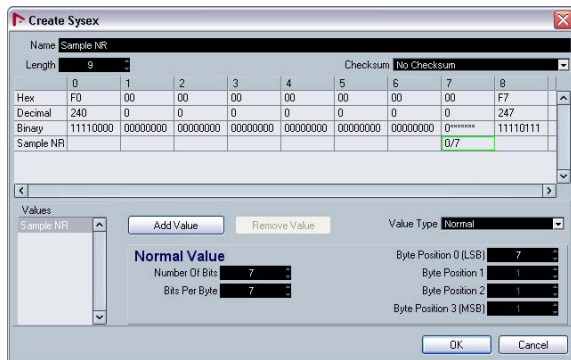 Create Sysex
Name Sample NR
Length 9 Checksum No Checksum
0 1 2 3 4 5 6 7 8
Hex F0 00 00 00 00 00 00 00 F7
Decimal 240 0 0 0 0 0 0 0 247
Binary 11110000 00000000 00000000 00000000 00000000 00000000 00000000 0******* 11110111
Sample NR 0/7
Values
Sample NR Add Value Remove Value Value Type Normal
Normal Value Byte Position 0 (LSB) 7
Number Of Bits 7 Byte Position 1 1
Bits Per Byte 7 Byte Position 2 1
Byte Position 3 (MSB) 1
OK Cancel